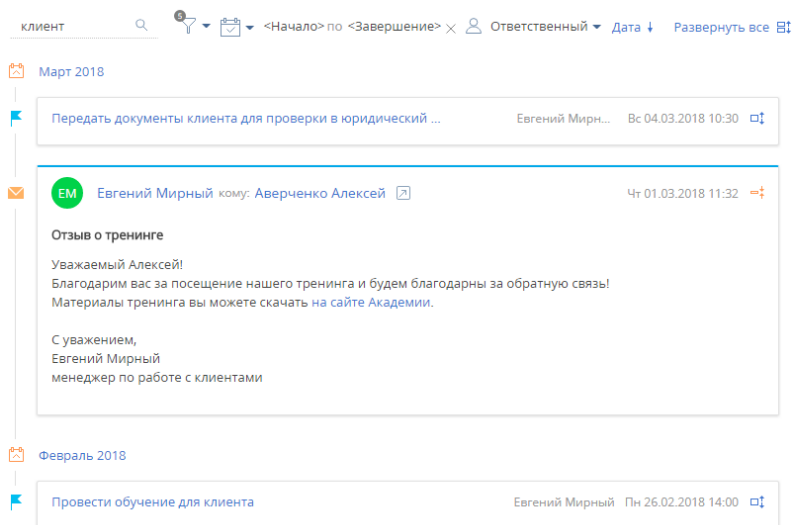 клиент 5 <Начало> по <Завершение> Ответственный Дата Развернуть все
Март 2018
Передать документы клиента для проверки в юридический ... Евгений Мирн... Вс 04.03.2018 10:30
ЕМ Евгений Мирный кому: Аверченко Алексей Чт 01.03.2018 11:32
Отзыв о тренинге
Уважаемый Алексей!
Благодарим вас за посещение нашего тренинга и будем благодарны за обратную связь!
Материалы тренинга вы можете скачать на сайте Академии.
С уважением,
Евгений Мирный
менеджер по работе с клиентами
Февраль 2018
Провести обучение для клиента Евгений Мирный Пн 26.02.2018 14:00